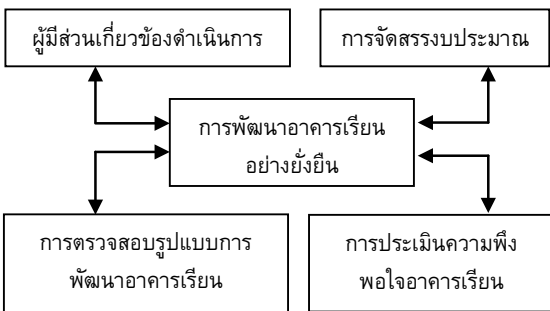 ผู้มีส่วนเกี่ยวข้องดำเนินการ
การจัดสรรงบประมาณ
การพัฒนาอาคารเรียน
อย่างยั่งยืน
การตรวจสอบรูปแบบการ
พัฒนาอาคารเรียน
การประเมินความพึง
พอใจอาคารเรียน